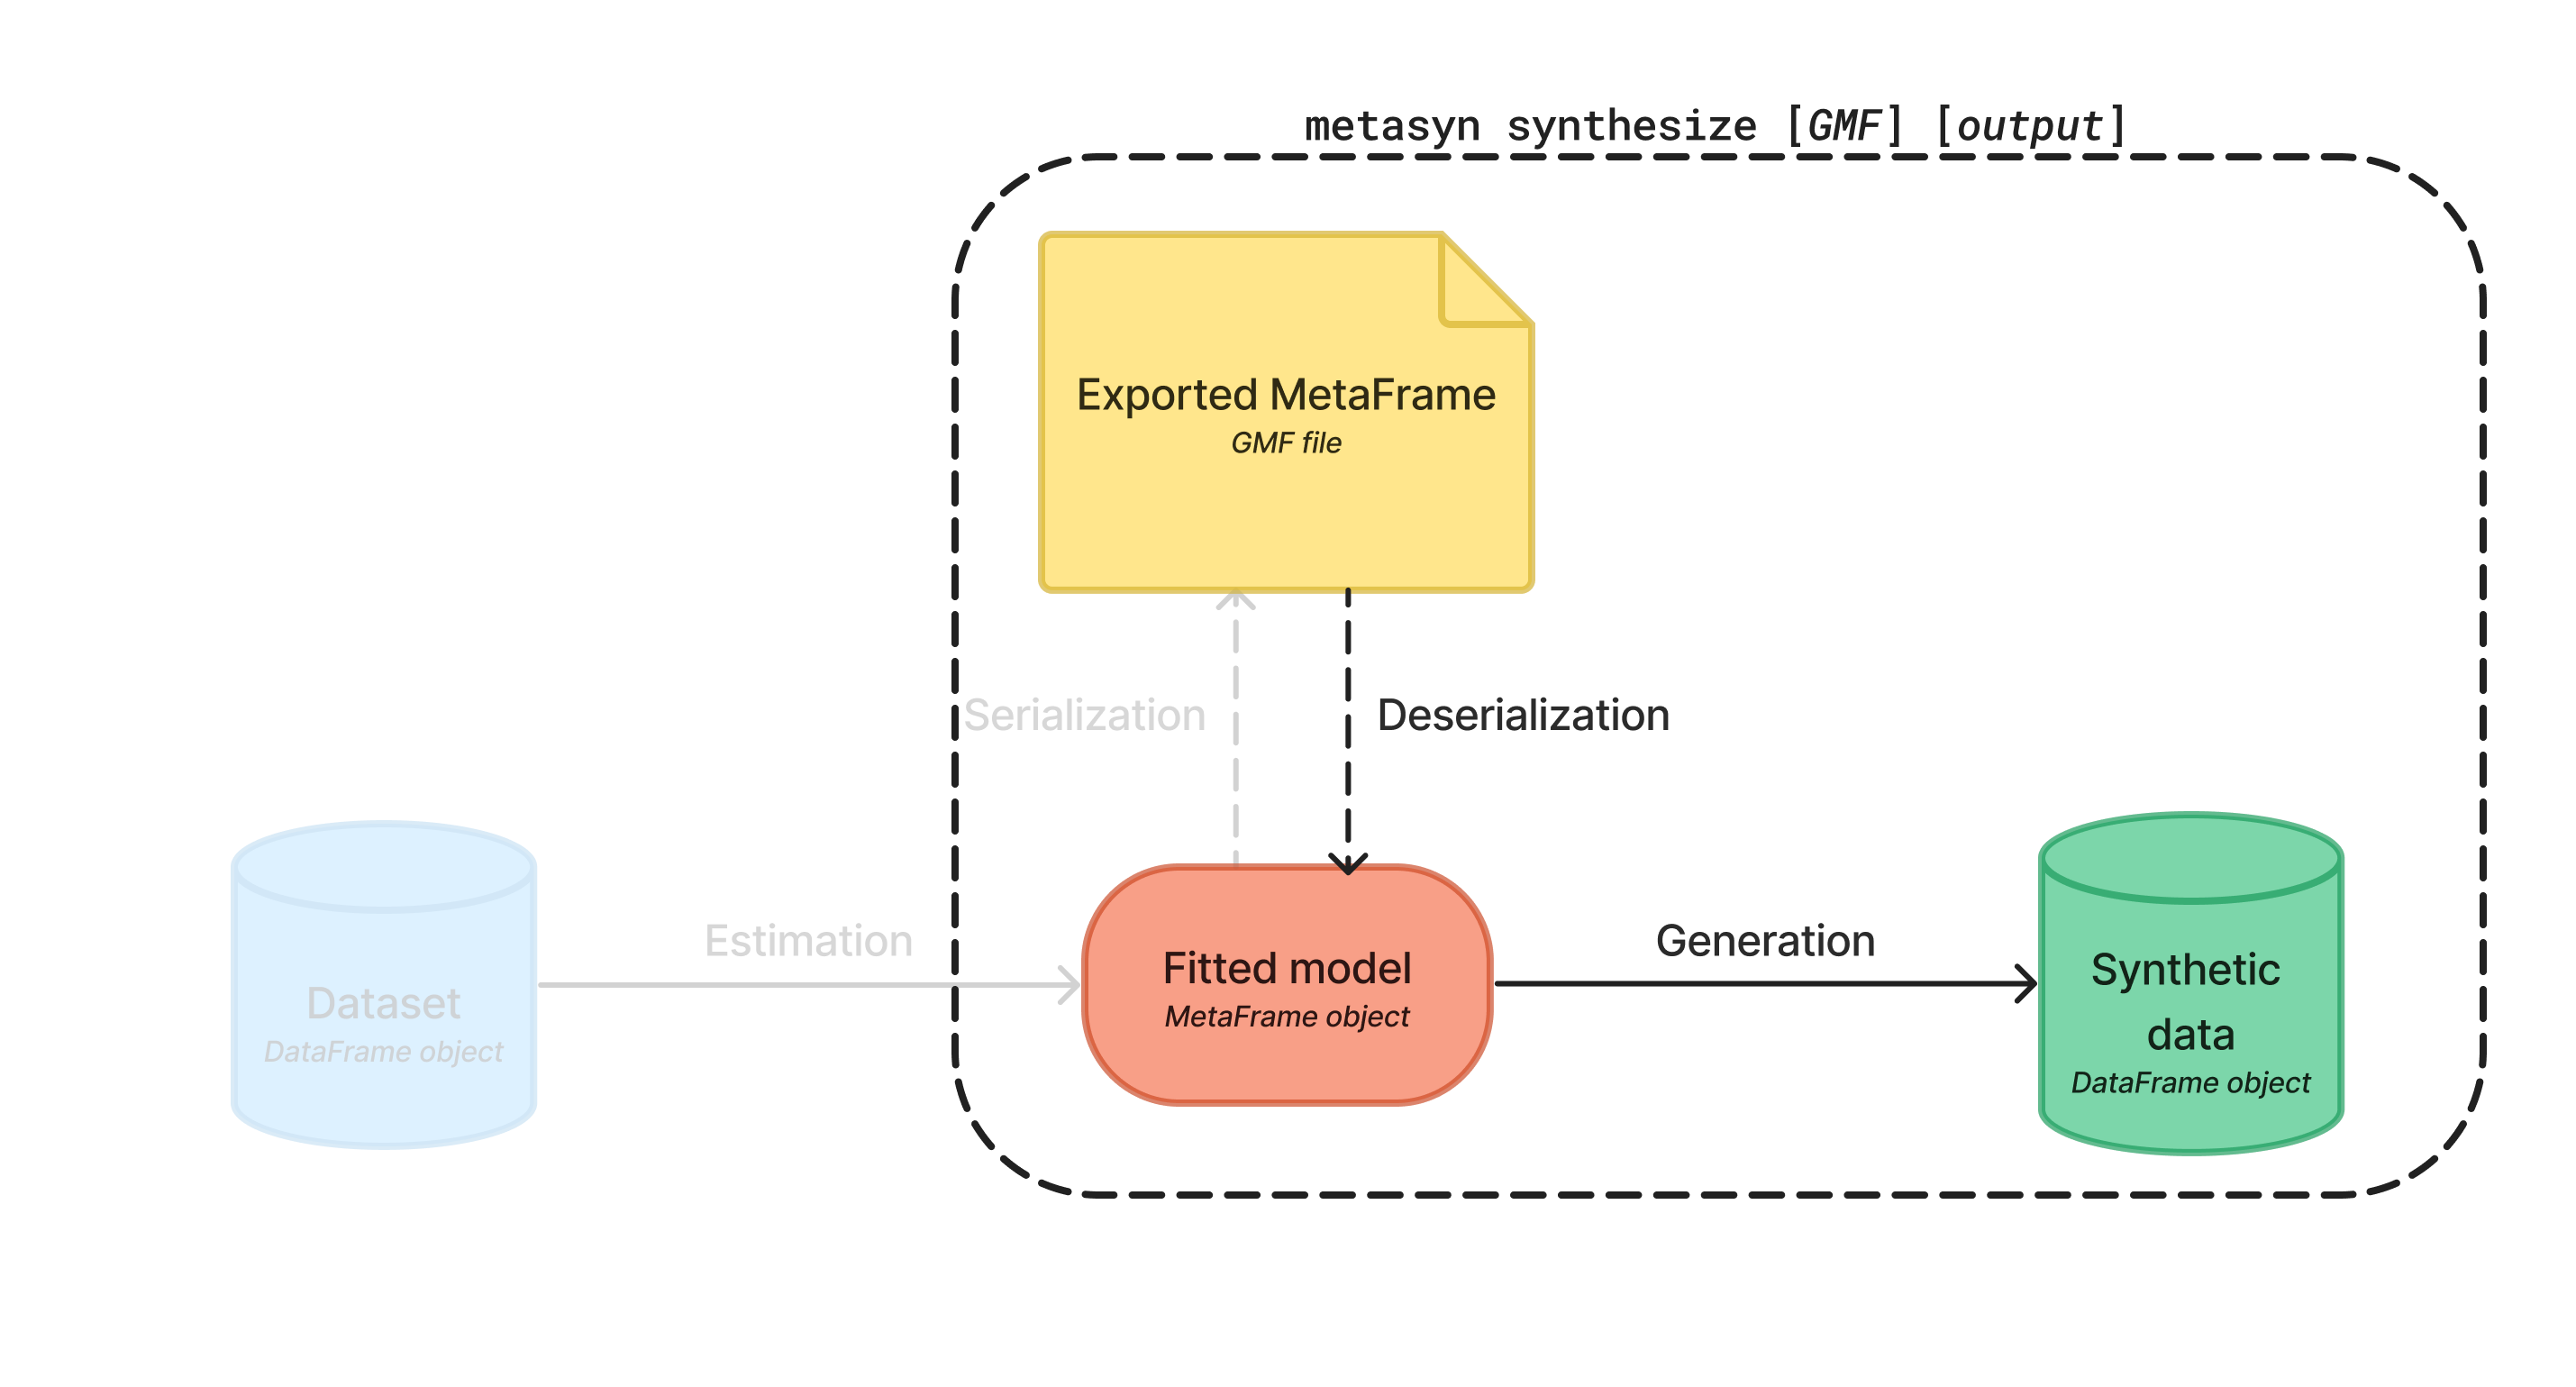 metasyn synthesize [GMF] [output]
Exported MetaFrame
GMF file
Serialization
Deserialization
Estimation
Generation
Dataset
DataFrame object
Fitted model
MetaFrame object
Synthetic
data
DataFrame object